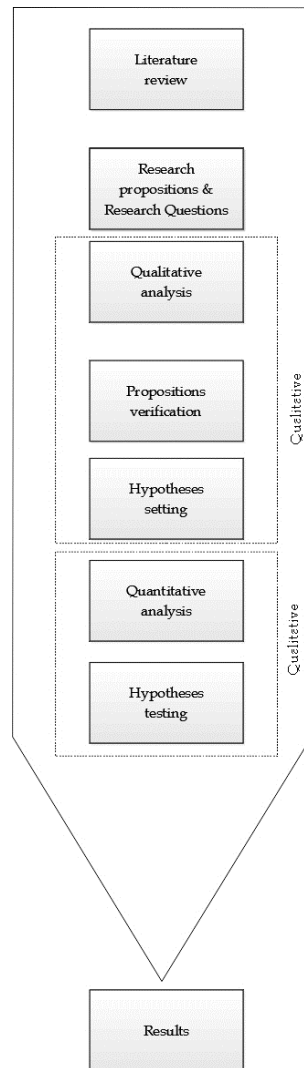 Literature
review
Research
propositions &
Research Questions
Qualitative
analysis
Propositions
verification
Hypotheses
setting
Qualitative
Quantitative
analysis
Hypotheses
testing
Qualitative
Results